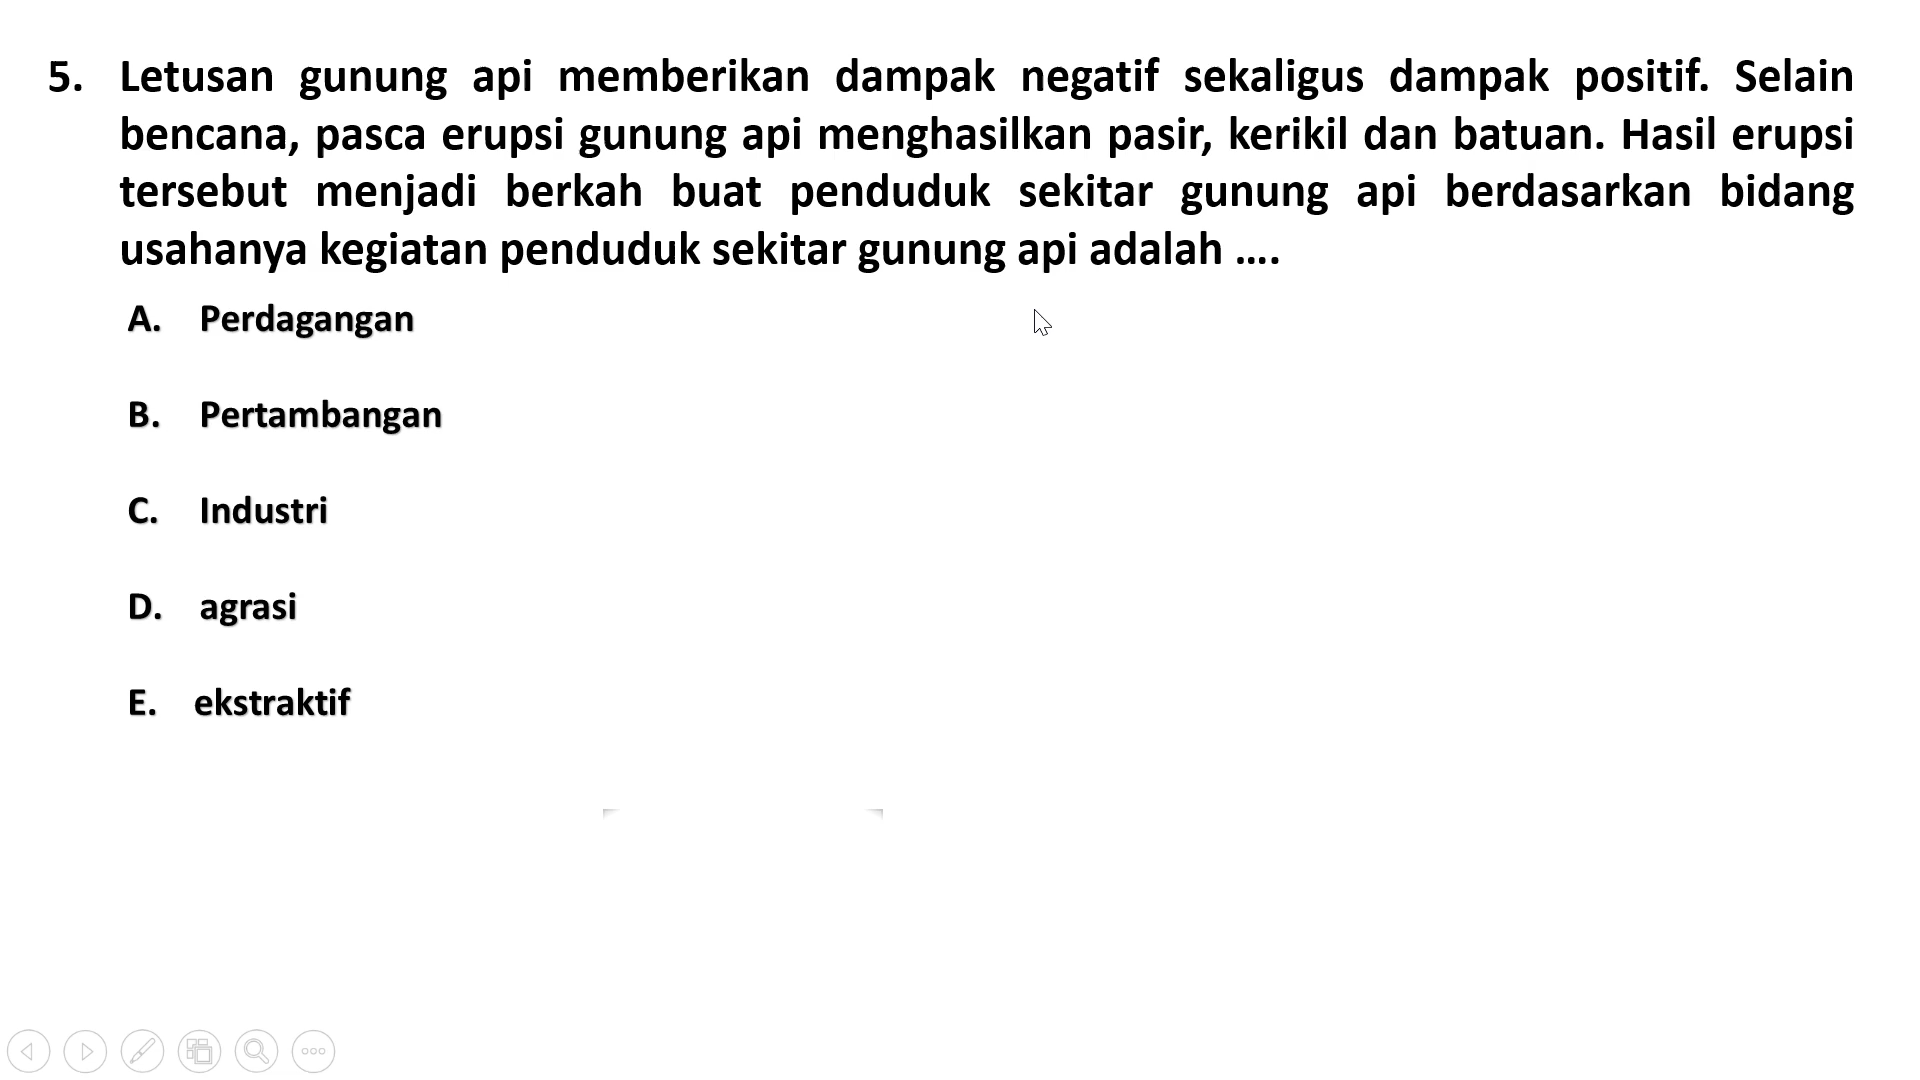 5. Letusan gunung api memberikan dampak negatif sekaligus dampak positif. Selain
bencana, pasca erupsi gunung api menghasilkan pasir, kerikil dan batuan. Hasil erupsi
tersebut menjadi berkah buat penduduk sekitar gunung api berdasarkan bidang
usahanya kegiatan penduduk sekitar gunung api adalah ....
A. Perdagangan
B. Pertambangan
C. Industri
D. agrasi
E. ekstraktif